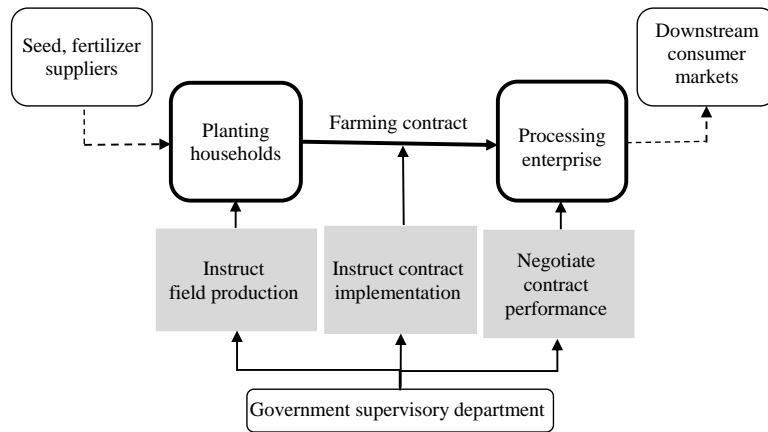 Seed, fertilizer
suppliers
Downstream
consumer
markets
Planting
households
Farming contract
Processing
enterprise
Instruct
field production
Instruct contract
implementation
Negotiate
contract
performance
Government supervisory department